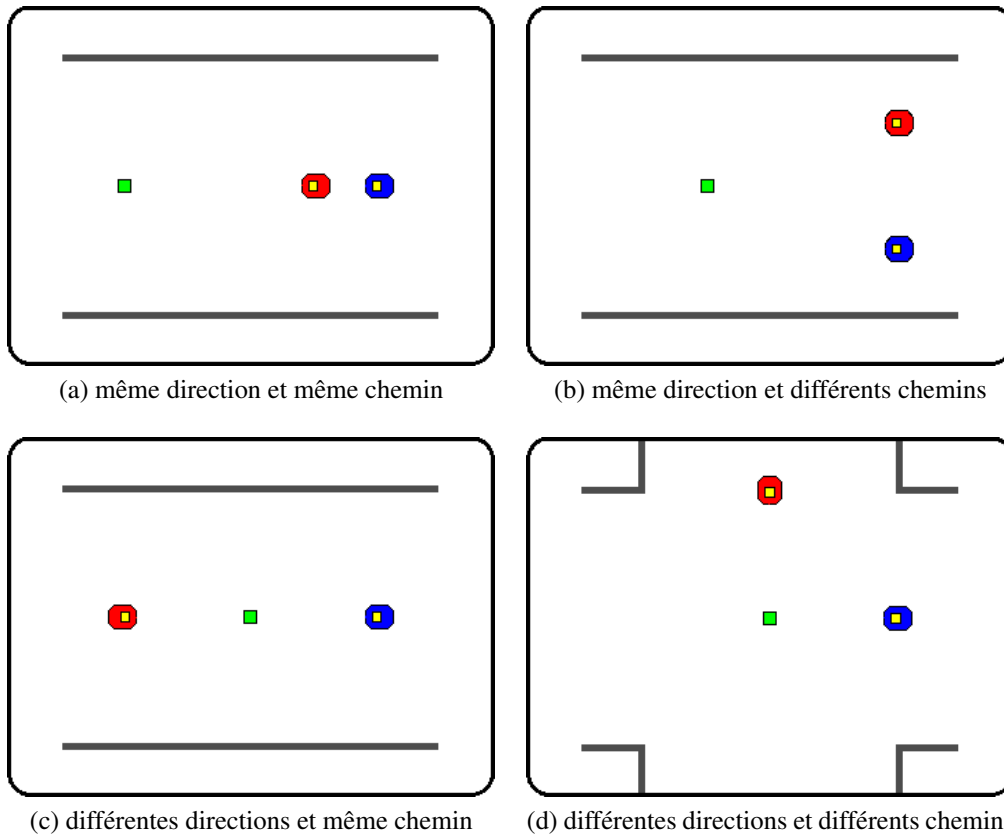 (a) même direction et même chemin
(b) même direction et différents chemins
(c) différentes directions et même chemin
(d) différentes directions et différents chemin